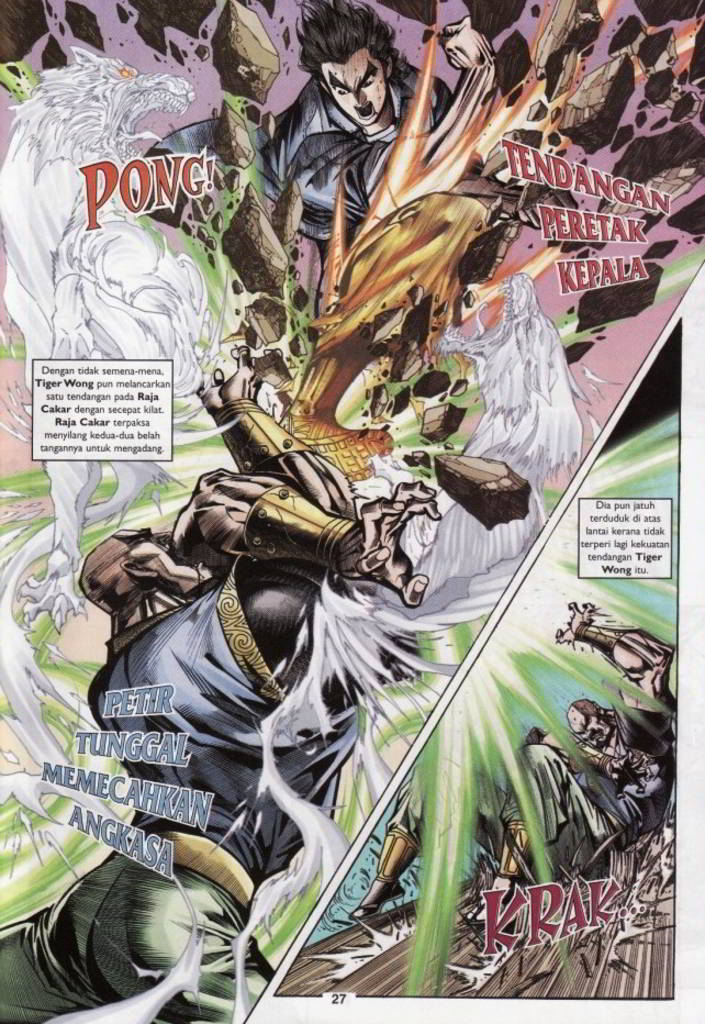 PONG!
TENDANGAN
PERETAK
KEPALA
Dengan tidak semena-mena,
Tiger Wong pun melancarkan
satu tendangan pada Raja
Cakar dengan secepat kilat.
Raja Cakar terpaksa
menyilang kedua-dua belah
tangannya untuk mengadang.
PETIR
TUNGGAL
MEMECAHKAN
ANGKASA
Dia pun jatuh
terduduk di atas
lantai kerana tidak
terperi lagi kekuatan
tendangan Tiger
Wong itu.
KRAK...
27